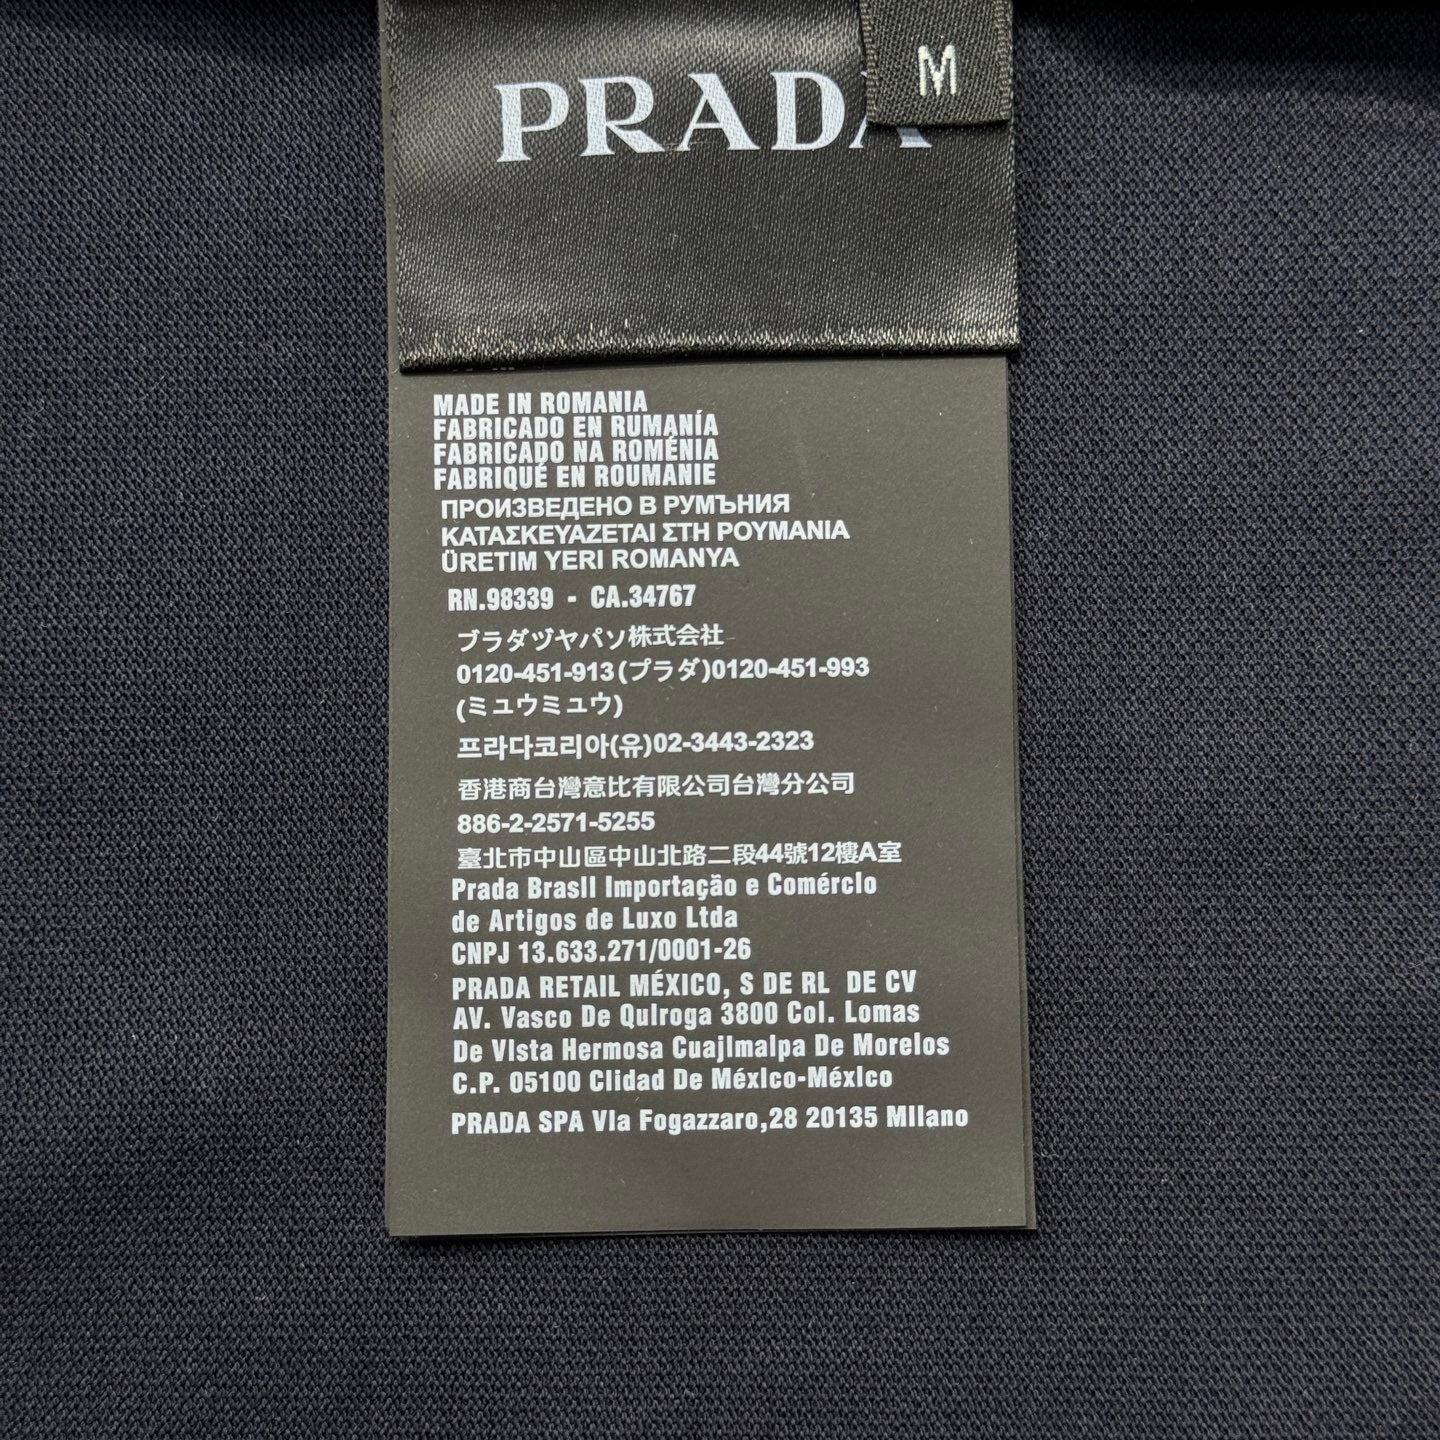 PRADA
M
MADE IN ROMANIA
FABRICADO EN RUMANÍA
FABRICADO NA ROMÉNIA
FABRIQUÉ EN ROUMANIE
ПРОИЗВЕДЕНО В РУМЪНИЯ
ΚΑΤΑΣΚΕΥΑΖΕΤΑΙ ΣΤΗ ΡΟΥΜΑΝΙΑ
ÜRETIM YERI ROMANYA
RN.98339 - CA.34767
ブラダヅヤパソ株式会社
0120-451-913(プラダ)0120-451-993
(ミュウミュウ)
프라다코리아(유)02-3443-2323
香港商台灣意比有限公司台灣分公司
886-2-2571-5255
臺北市中山區中山北路二段44號12樓A室
Prada BrasIl Importação e ComércIo
de Artigos de Luxo Ltda
CNPJ 13.633.271/0001-26
PRADA RETAIL MÉXICO, S DE RL DE CV
AV. Vasco De QuIroga 3800 Col. Lomas
De VIsta Hermosa CuajImalpa De Morelos
C.P. 05100 CIidad De MéxIco-MéxIco
PRADA SPA VIa Fogazzaro,28 20135 MIlano